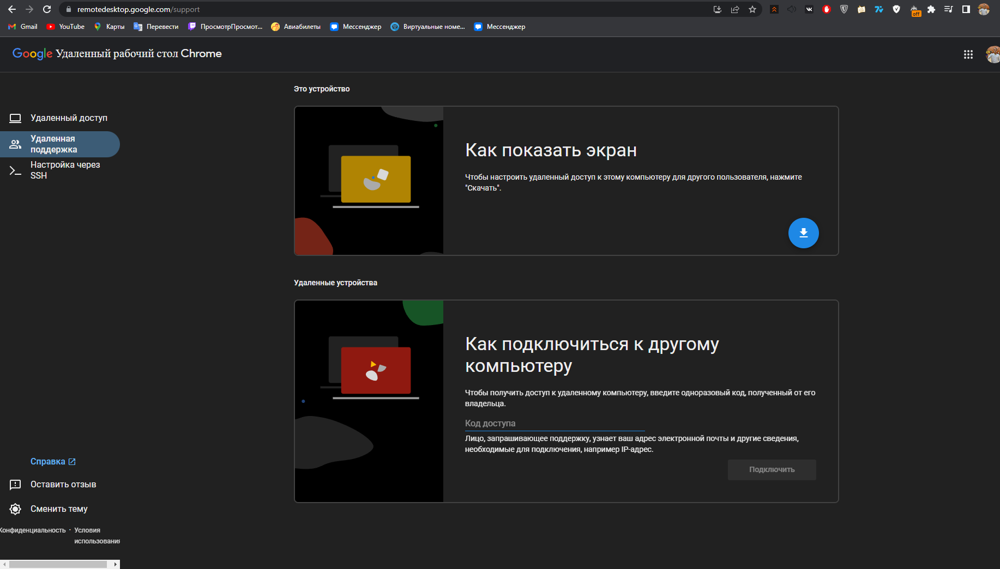 remotedesktop.google.com/support
off
Gmail
YouTube
Карты
Перевести
ПросмотрПросмот...
Авиабилеты
Мессенджер
Виртуальные номе...
Мессенджер
Google Удаленный рабочий стол Chrome
Удаленный доступ
Удаленная
поддержка
Настройка через
SSH
Это устройство
Как показать экран
Чтобы настроить удаленный доступ к этому компьютеру для другого пользователя, нажмите
"Скачать".
Удаленные устройства
Как подключиться к другому
компьютеру
Чтобы получить доступ к удаленному компьютеру, введите одноразовый код, полученный от его
владельца.
Код доступа
Лицо, запрашивающее поддержку, узнает ваш адрес электронной почты и другие сведения,
необходимые для подключения, например IP-адрес.
Подключить
Справка
Оставить отзыв
Сменить тему
Конфиденциальность · Условия
использования